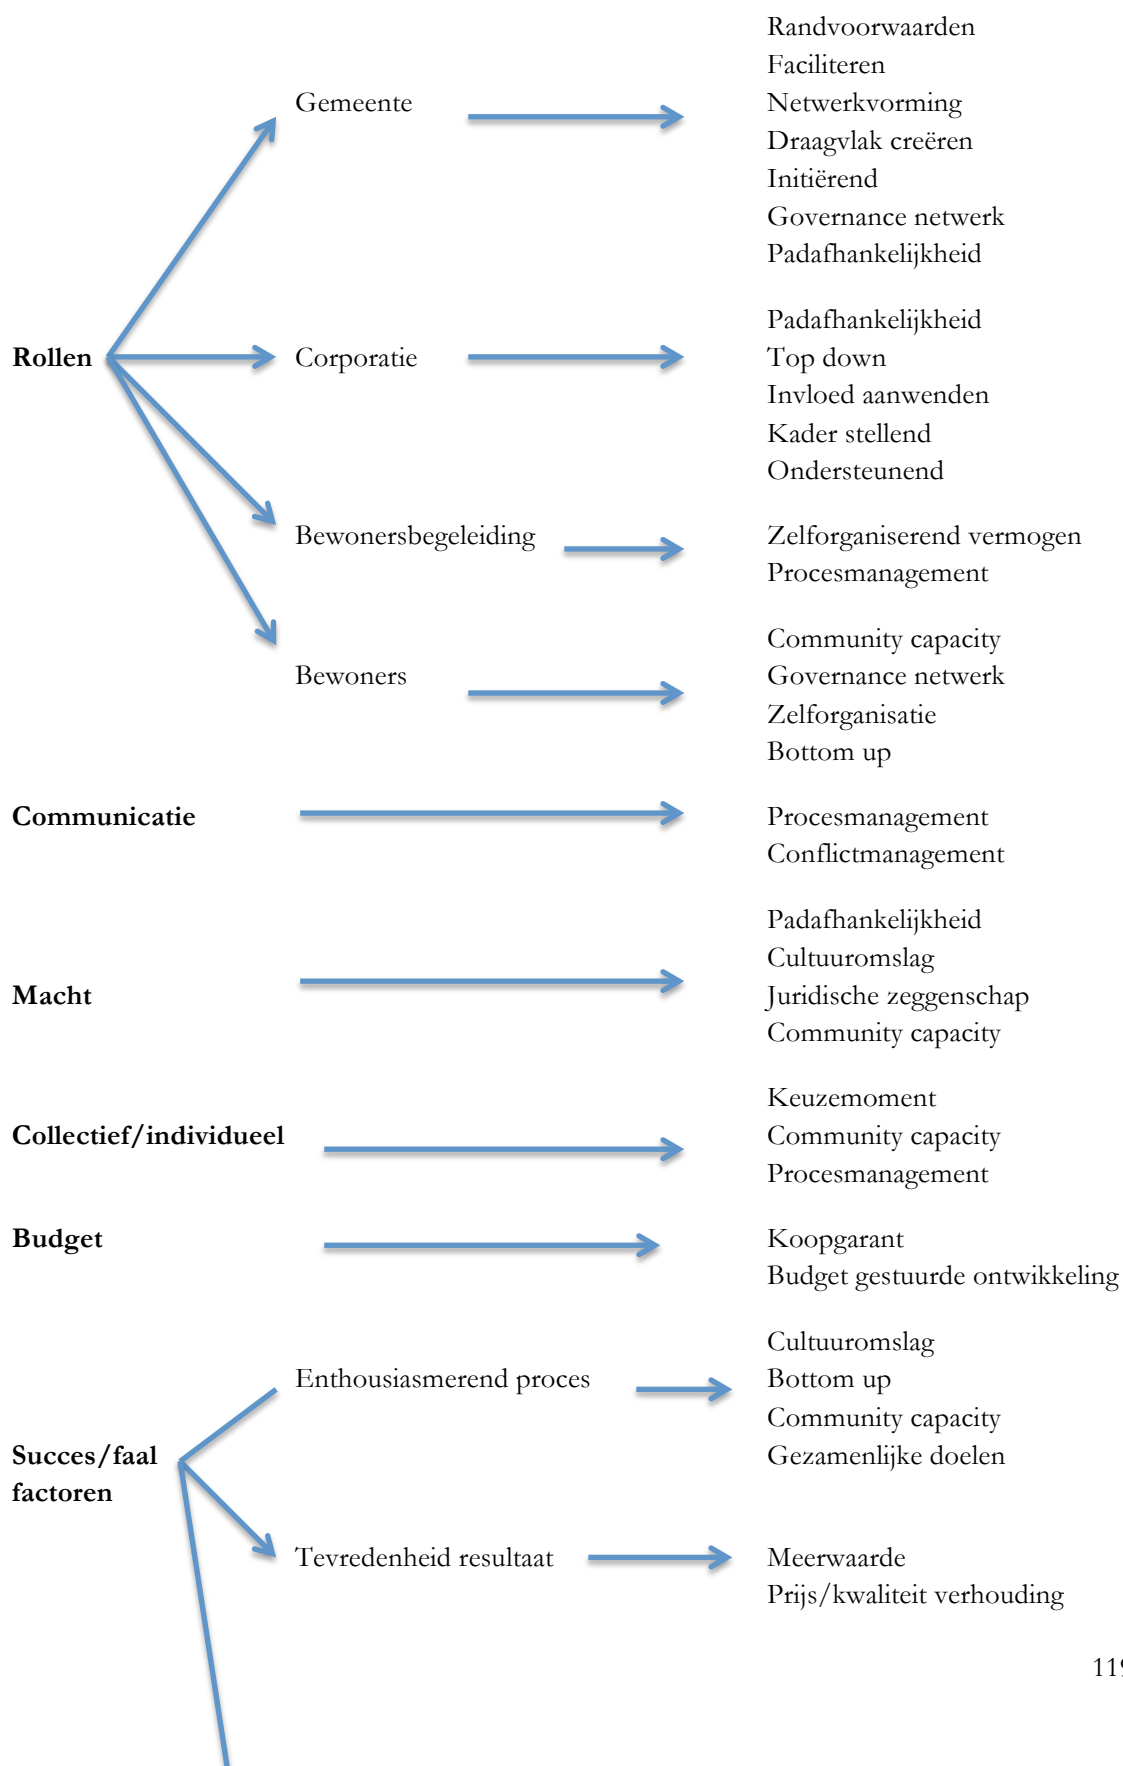 Randvoorwaarden
Faciliteren
Gemeente
Netwerkvorming
Draagvlak creëren
Initiërend
Governance netwerk
Padafhankelijkheid
Padafhankelijkheid
Rollen
Corporatie
Top down
Invloed aanwenden
Kader stellend
Ondersteunend
Bewonersbegeleiding
Zelforganiserend vermogen
Procesmanagement
Community capacity
Bewoners
Governance netwerk
Zelforganisatie
Bottom up
Communicatie
Procesmanagement
Conflictmanagement
Padafhankelijkheid
Cultuuromslag
Macht
Juridische zeggenschap
Community capacity
Keuzemoment
Collectief/individueel
Community capacity
Procesmanagement
Budget
Koopgarant
Budget gestuurde ontwikkeling
Cultuuromslag
Enthousiasmerend proces
Bottom up
Community capacity
Succes/faal
factoren
Gezamenlijke doelen
Tevredenheid resultaat
Meerwaarde
Prijs/kwaliteit verhouding
119